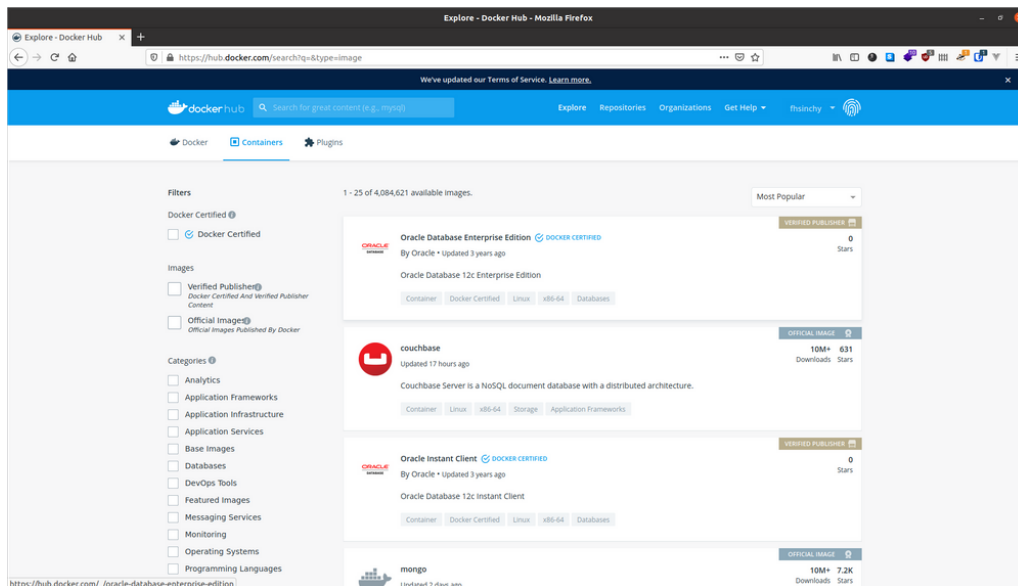 Explore - Docker Hub - Mozilla Firefox
Explore - Docker Hub
https://hub.docker.com/search?q=&type=image
We've updated our Terms of Service. Learn more.
docker hub
Search for great content (e.g., mysql)
Explore
Repositories
Organizations
Get Help
fhsinchy
Docker
Containers
Plugins
Filters
1 - 25 of 4,084,621 available images.
Most Popular
Docker Certified
Docker Certified
Images
Verified Publisher
Docker Certified And Verified Publisher
Content
Official Images
Official Images Published By Docker
Categories
Analytics
Application Frameworks
Application Infrastructure
Application Services
Base Images
Databases
DevOps Tools
Featured Images
Messaging Services
Monitoring
Operating Systems
Programming Languages
VERIFIED PUBLISHER
ORACLE
DATABASE
Oracle Database Enterprise Edition DOCKER CERTIFIED
0
Stars
By Oracle • Updated 3 years ago
Oracle Database 12c Enterprise Edition
Container Docker Certified Linux x86-64 Databases
OFFICIAL IMAGE
couchbase
10M+ 631
Downloads Stars
Updated 17 hours ago
Couchbase Server is a NoSQL document database with a distributed architecture.
Container Linux x86-64 Storage Application Frameworks
VERIFIED PUBLISHER
ORACLE
DATABASE
Oracle Instant Client DOCKER CERTIFIED
0
Stars
By Oracle • Updated 3 years ago
Oracle Database 12c Instant Client
Container Docker Certified Linux x86-64 Databases
OFFICIAL IMAGE
mongo
10M+ 7.2K
Downloads Stars
Updated 2 days ago
https://hub.docker.com/_/oracle-database-enterprise-edition